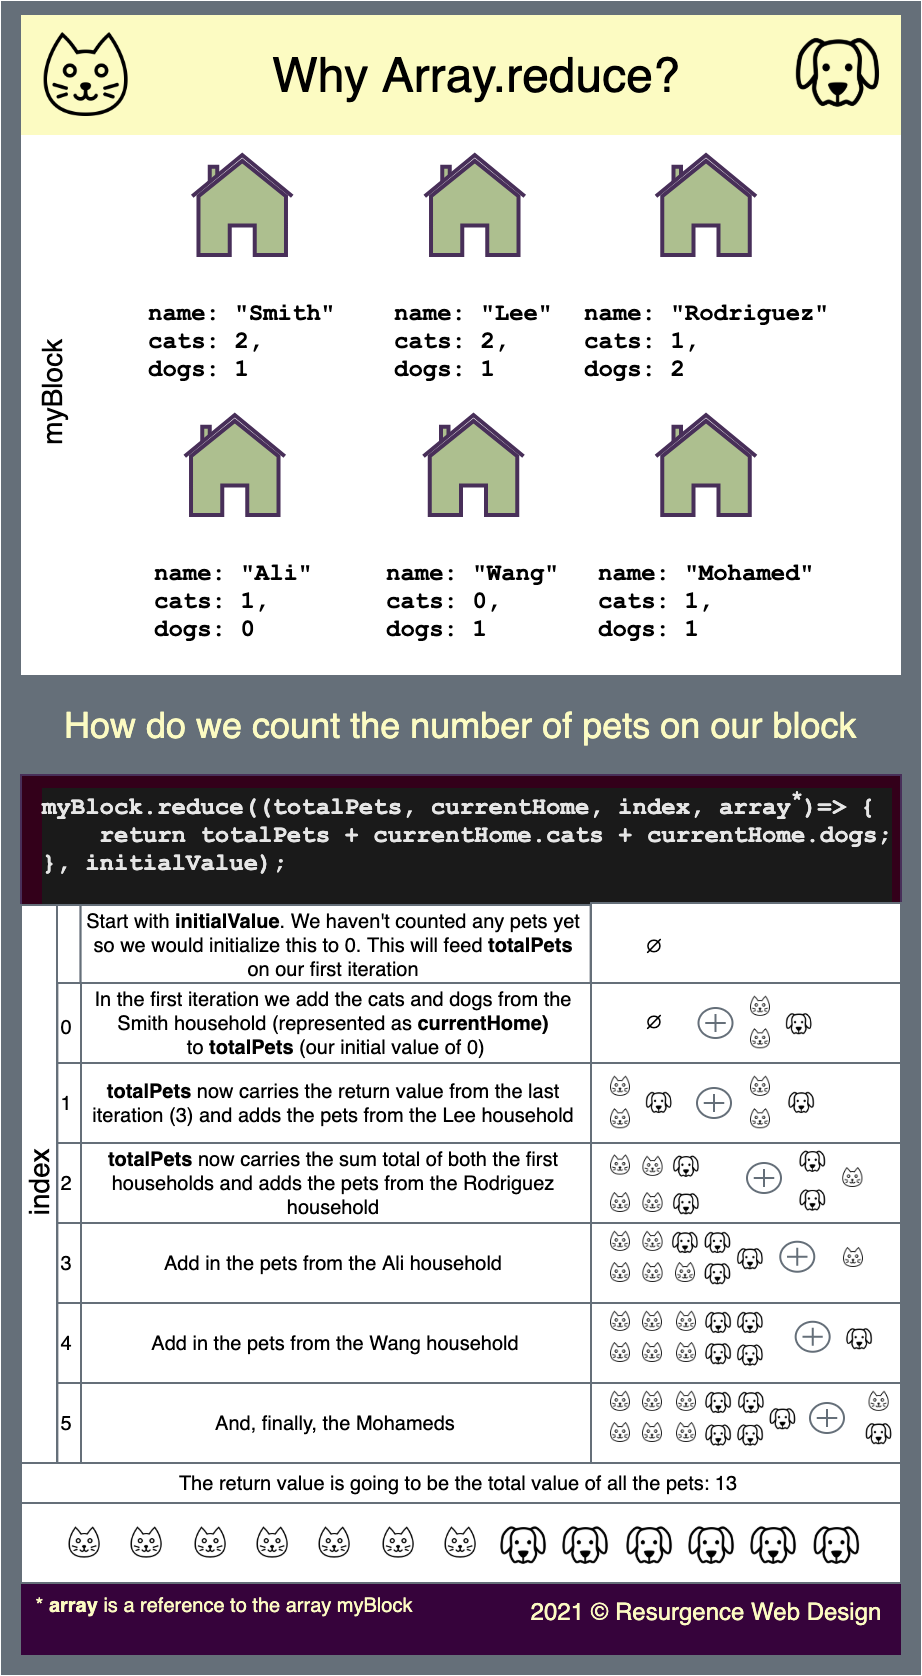 Why Array.reduce?
myBlock
name: "Smith"
cats: 2,
dogs: 1
name: "Lee"
cats: 2,
dogs: 1
name: "Rodriguez"
cats: 1,
dogs: 2
name: "Ali"
cats: 1,
dogs: 0
name: "Wang"
cats: 0,
dogs: 1
name: "Mohamed"
cats: 1,
dogs: 1
How do we count the number of pets on our block
myBlock.reduce((totalPets, currentHome, index, array*)=> {
return totalPets + currentHome.cats + currentHome.dogs;
}, initialValue);
index
Start with initialValue. We haven't counted any pets yet
so we would initialize this to 0. This will feed totalPets
on our first iteration
∅
0
In the first iteration we add the cats and dogs from the
Smith household (represented as currentHome)
to totalPets (our initial value of 0)
∅ +
1
totalPets now carries the return value from the last
iteration (3) and adds the pets from the Lee household
+
2
totalPets now carries the sum total of both the first
households and adds the pets from the Rodriguez
household
+
3
Add in the pets from the Ali household
+
4
Add in the pets from the Wang household
+
5
And, finally, the Mohameds
+
The return value is going to be the total value of all the pets: 13
* array is a reference to the array myBlock
2021 © Resurgence Web Design